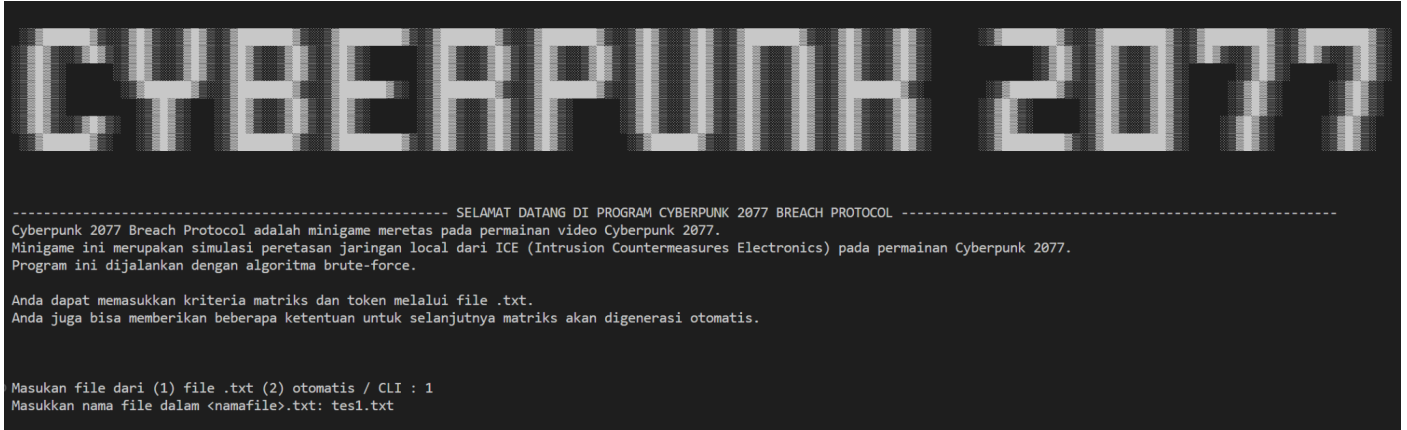 CYBERPUNK 2077
------------------------------------------------------- SELAMAT DATANG DI PROGRAM CYBERPUNK 2077 BREACH PROTOCOL -------------------------------------------------------
Cyberpunk 2077 Breach Protocol adalah minigame meretas pada permainan video Cyberpunk 2077.
Minigame ini merupakan simulasi peretasan jaringan local dari ICE (Intrusion Countermeasures Electronics) pada permainan Cyberpunk 2077.
Program ini dijalankan dengan algoritma brute-force.
Anda dapat memasukkan kriteria matriks dan token melalui file .txt.
Anda juga bisa memberikan beberapa ketentuan untuk selanjutnya matriks akan digenerasi otomatis.
Masukan file dari (1) file .txt (2) otomatis / CLI : 1
Masukkan nama file dalam <namafile>.txt: tes1.txt